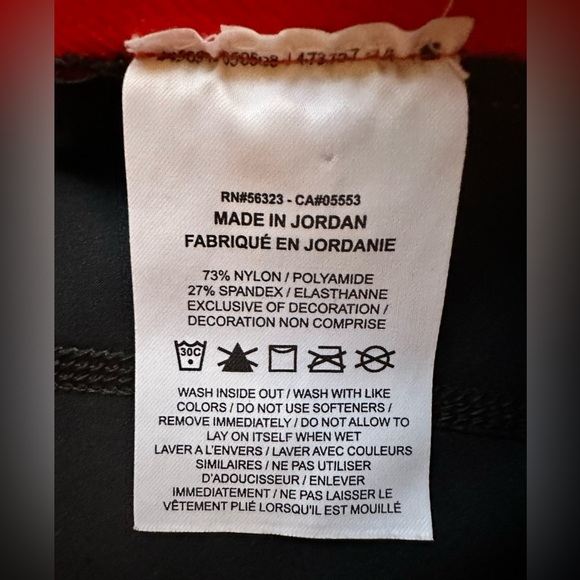 RN#56323 - CA#05553
MADE IN JORDAN
FABRIQUÉ EN JORDANIE
73% NYLON / POLYAMIDE
27% SPANDEX / ELASTHANNE
EXCLUSIVE OF DECORATION /
DECORATION NON COMPRISE
30C
WASH INSIDE OUT / WASH WITH LIKE
COLORS / DO NOT USE SOFTENERS /
REMOVE IMMEDIATELY / DO NOT ALLOW TO
LAY ON ITSELF WHEN WET
LAVER A L'ENVERS / LAVER AVEC COULEURS
SIMILAIRES / NE PAS UTILISER
D'ADOUCISSEUR / ENLEVER
IMMEDIATEMENT / NE PAS LAISSER LE
VÊTEMENT PLIÉ LORSQU'IL EST MOUILLÉ